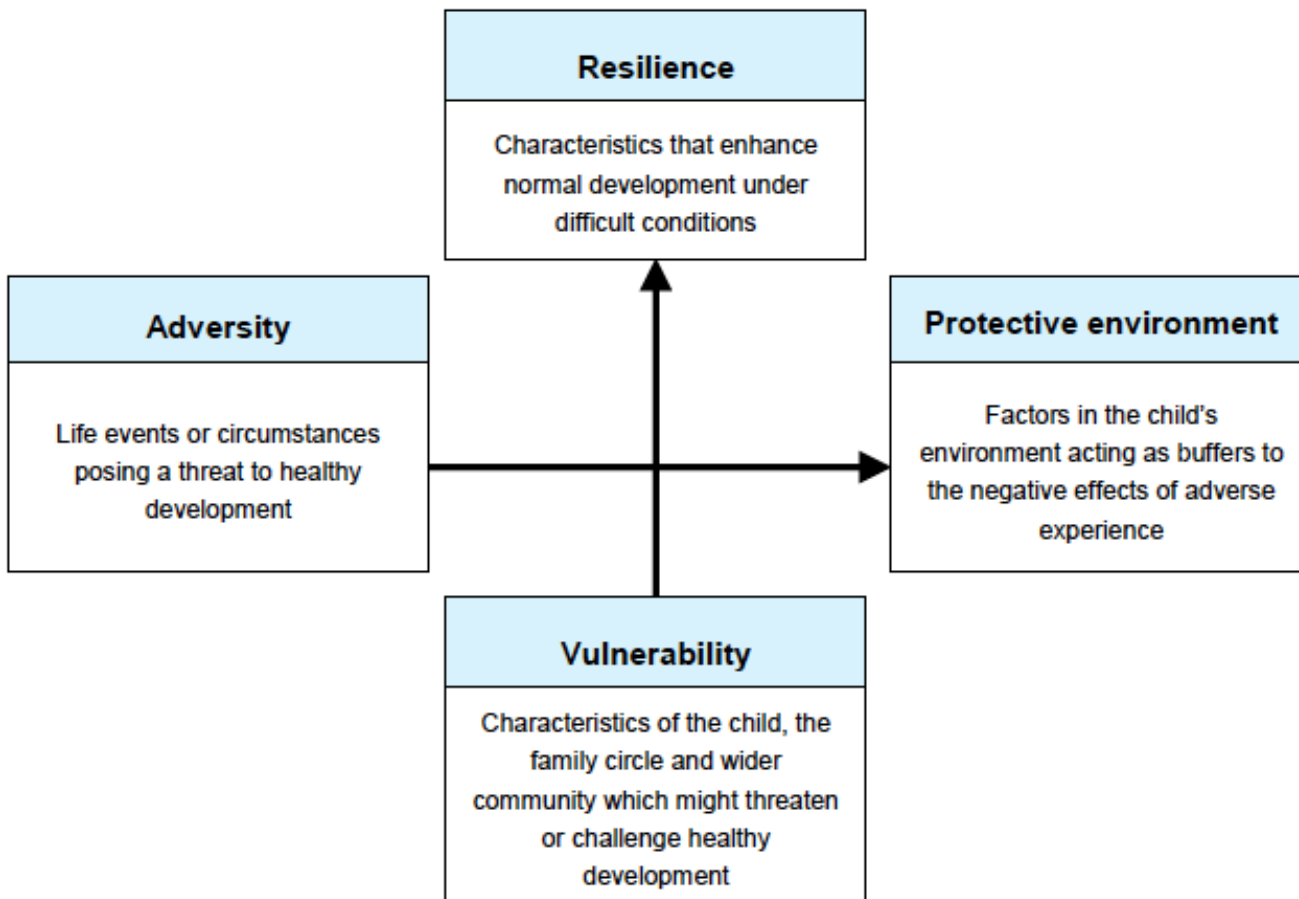 Resilience
Characteristics that enhance
normal development under
difficult conditions
Adversity
Life events or circumstances
posing a threat to healthy
development
Protective environment
Factors in the child's
environment acting as buffers to
the negative effects of adverse
experience
Vulnerability
Characteristics of the child, the
family circle and wider
community which might threaten
or challenge healthy
development